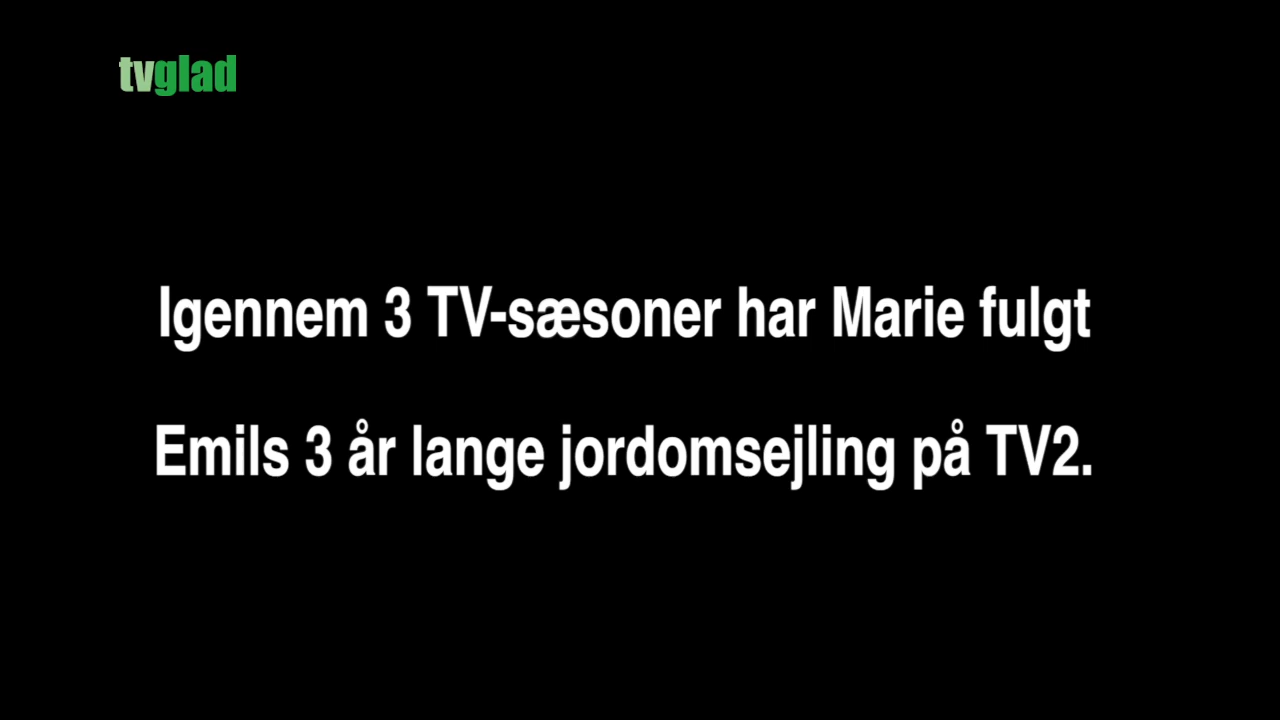 tvglad
Igennem 3 TV-sæsoner har Marie fulgt
Emils 3 år lange jordomsejling på TV2.